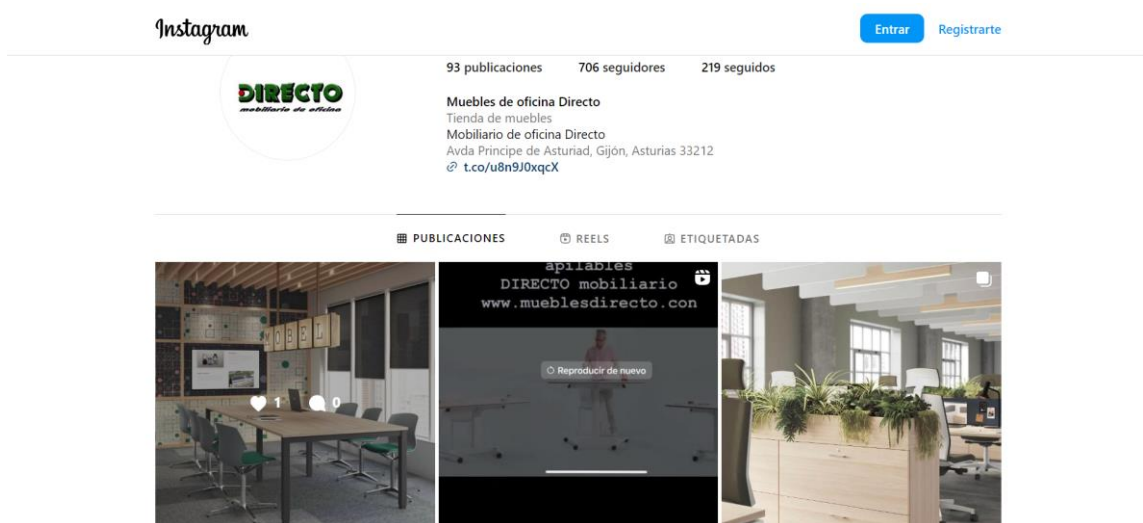 Instagram
Entrar
Registrarte
DIRECTO
mobiliario de oficina
93 publicaciones 706 seguidores 219 seguidos
Muebles de oficina Directo
Tienda de muebles
Mobiliario de oficina Directo
Avda Principe de Asturiad, Gijón, Asturias 33212
t.co/u8n9J0xqcX
PUBLICACIONES REELS ETIQUETADAS
MOBEL
1 0
apilables
DIRECTO mobiliario
www.mueblesdirecto.con
Reproducir de nuevo